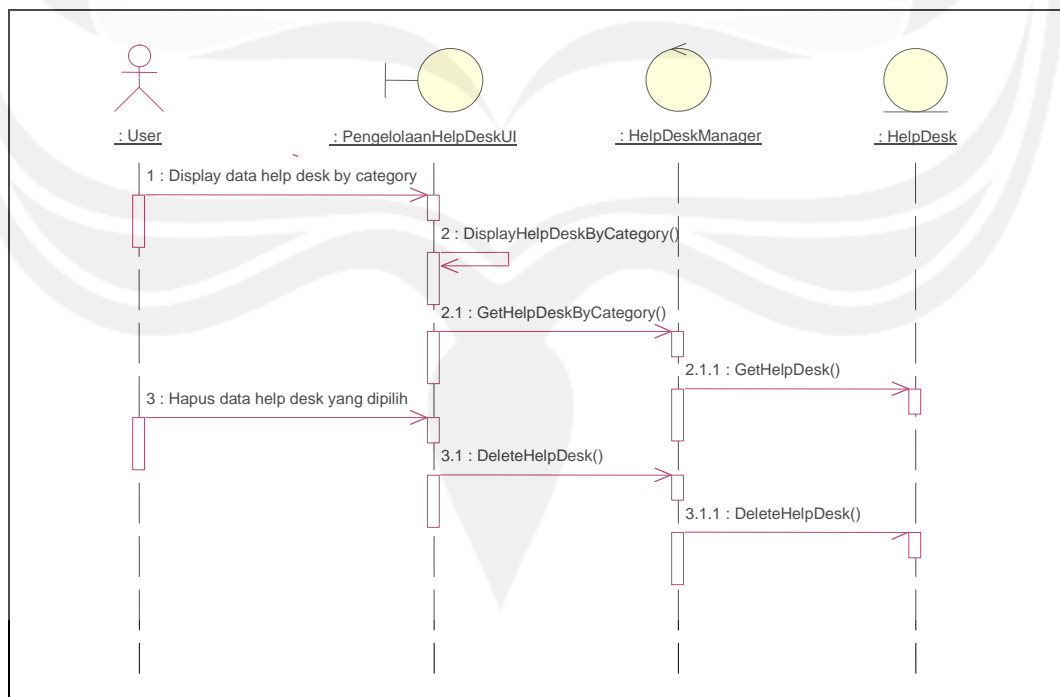 : User
: PengelolaanHelpDeskUI
: HelpDeskManager
: HelpDesk
1 : Display data help desk by category
2 : DisplayHelpDeskByCategory()
2.1 : GetHelpDeskByCategory()
2.1.1 : GetHelpDesk()
3 : Hapus data help desk yang dipilih
3.1 : DeleteHelpDesk()
3.1.1 : DeleteHelpDesk()